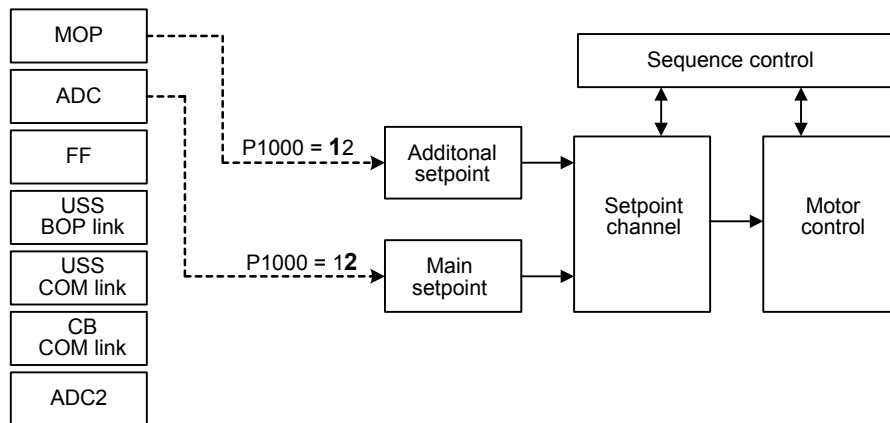 MOP
ADC
FF
USS
BOP link
USS
COM link
CB
COM link
ADC2
P1000 = 12
P1000 = 12
Additonal
setpoint
Main
setpoint
Sequence control
Setpoint
channel
Motor
control